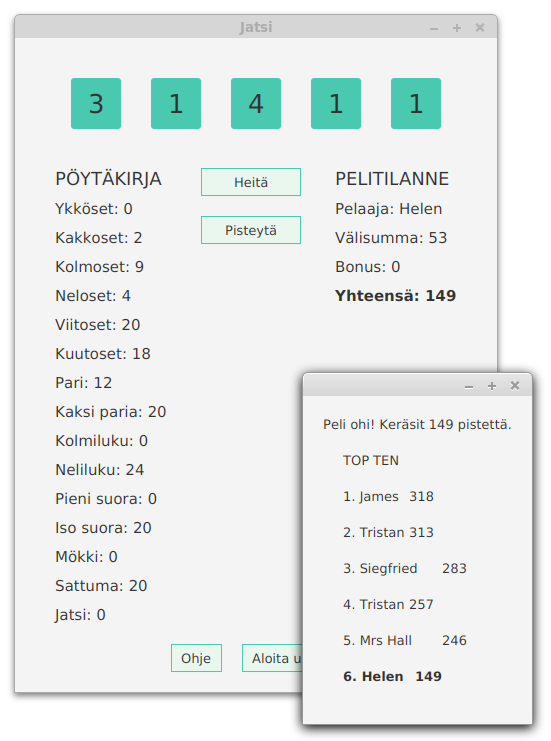 Jatsi
3 1 4 1 1
PÖYTÄKIRJA
Ykköset: 0
Kakkoset: 2
Kolmoset: 9
Neloset: 4
Viitoset: 20
Kuutoset: 18
Pari: 12
Kaksi paria: 20
Kolmiluku: 0
Neliluku: 24
Pieni suora: 0
Iso suora: 20
Mökki: 0
Sattuma: 20
Jatsi: 0
Heitä
Pisteytä
PELITILANNE
Pelaaja: Helen
Välisumma: 53
Bonus: 0
Yhteensä: 149
Ohje
Aloita u
Peli ohi! Keräsit 149 pistettä.
TOP TEN
1. James 318
2. Tristan 313
3. Siegfried 283
4. Tristan 257
5. Mrs Hall 246
6. Helen 149